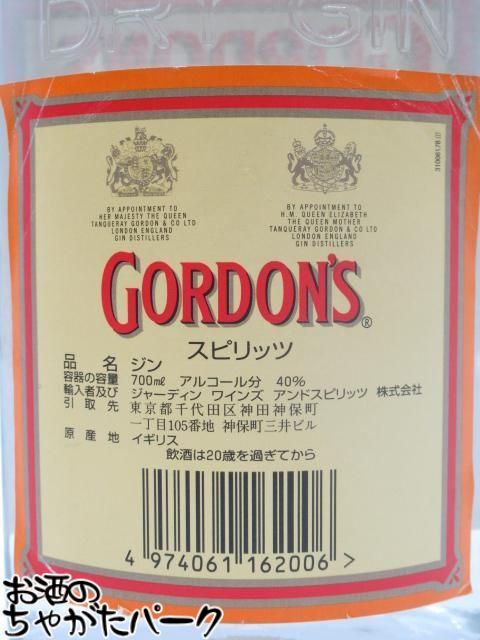 DRY GIN
31006178 (7)
BY APPOINTMENT TO
HER MAJESTY THE QUEEN
TANQUERAY GORDON & CO LTD
LONDON ENGLAND
GIN DISTILLERS
BY APPOINTMENT TO
H.M. QUEEN ELIZABETH
THE QUEEN MOTHER
TANQUERAY GORDON & CO LTD
LONDON ENGLAND
GIN DISTILLERS
GORDON'S®
スピリッツ
品名 ジン
容器の容量 700㎖ アルコール分 40%
輸入者及び ジャーディン ワインズ アンドスピリッツ 株式会社
引取先 東京都千代田区神田神保町
一丁目105番地 神保町三井ビル
原産地 イギリス
飲酒は20歳を過ぎてから
4 974061 162006 >
お酒の
ちゃがたパーク